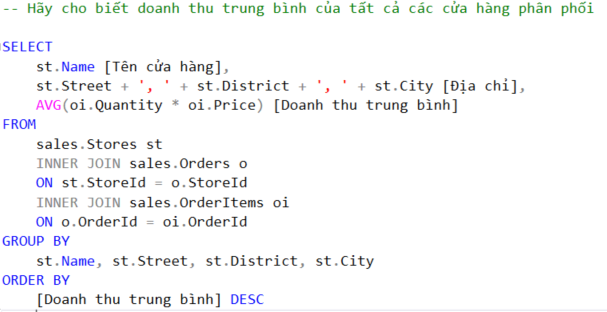 -- Hãy cho biết doanh thu trung bình của tất cả các cửa hàng phân phối
SELECT
st.Name [Tên cửa hàng],
st.Street + ', ' + st.District + ', ' + st.City [Địa chỉ],
AVG(oi.Quantity * oi.Price) [Doanh thu trung bình]
FROM
sales.Stores st
INNER JOIN sales.Orders o
ON st.StoreId = o.StoreId
INNER JOIN sales.OrderItems oi
ON o.OrderId = oi.OrderId
GROUP BY
st.Name, st.Street, st.District, st.City
ORDER BY
[Doanh thu trung bình] DESC